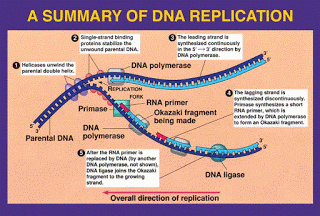 A SUMMARY OF DNA REPLICATION
1 Helicases unwind the
parental double helix.
2 Single-strand binding
proteins stabilize the
unwound parental DNA.
3 The leading strand is
synthesized continuously
in the 5' → 3' direction by
DNA polymerase.
DNA polymerase
REPLICATION
FORK
Primase
RNA primer
Okazaki fragment
being made
Parental DNA
DNA
polymerase
4 The lagging strand is
synthesized discontinuously.
Primase synthesizes a short
RNA primer, which is
extended by DNA polymerase
to form an Okazaki fragment.
5 After the RNA primer is
replaced by DNA (by another
DNA polymerase, not shown),
DNA ligase joins the Okazaki
fragment to the growing
strand.
DNA ligase
Overall direction of replication